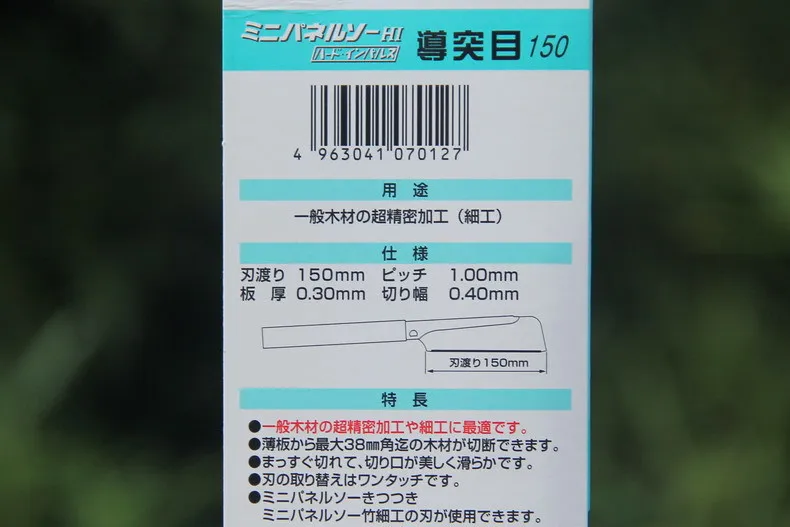 ミニパネルソーHI 導突目150
ハード・インパルス
4 963041 070127
用途
一般木材の超精密加工（細工）
仕様
刃渡り 150mm ピッチ 1.00mm
板厚 0.30mm 切り幅 0.40mm
刃渡り150mm
特長
●一般木材の超精密加工や細工に最適です。
●薄板から最大38mm角迄の木材が切断できます。
●まっすぐ切れて、切り口が美しく滑らかです。
●刃の取り替えはワンタッチです。
●ミニパネルソーきつつき
ミニパネルソー竹細工の刃が使用できます。